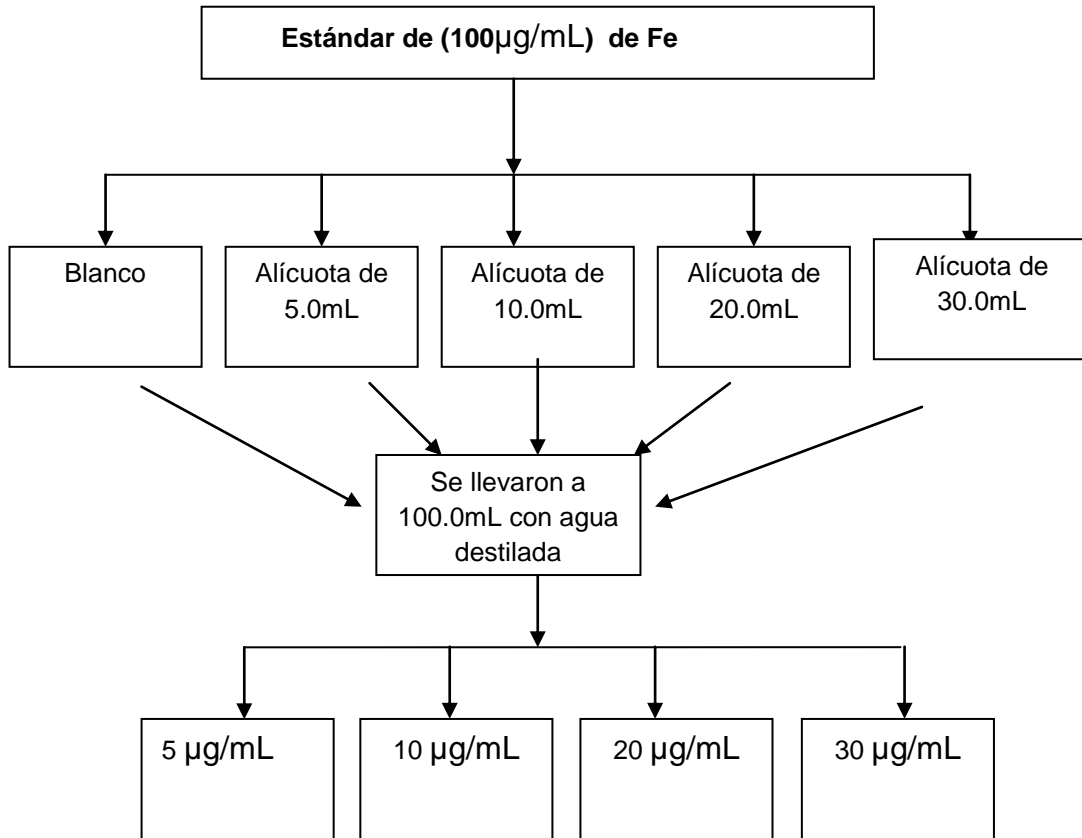 Estándar de (100µg/mL) de Fe
Blanco
Alícuota de
5.0mL
Alícuota de
10.0mL
Alícuota de
20.0mL
Alícuota de
30.0mL
Se llevaron a
100.0mL con agua
destilada
5 µg/mL
10 µg/mL
20 µg/mL
30 µg/mL